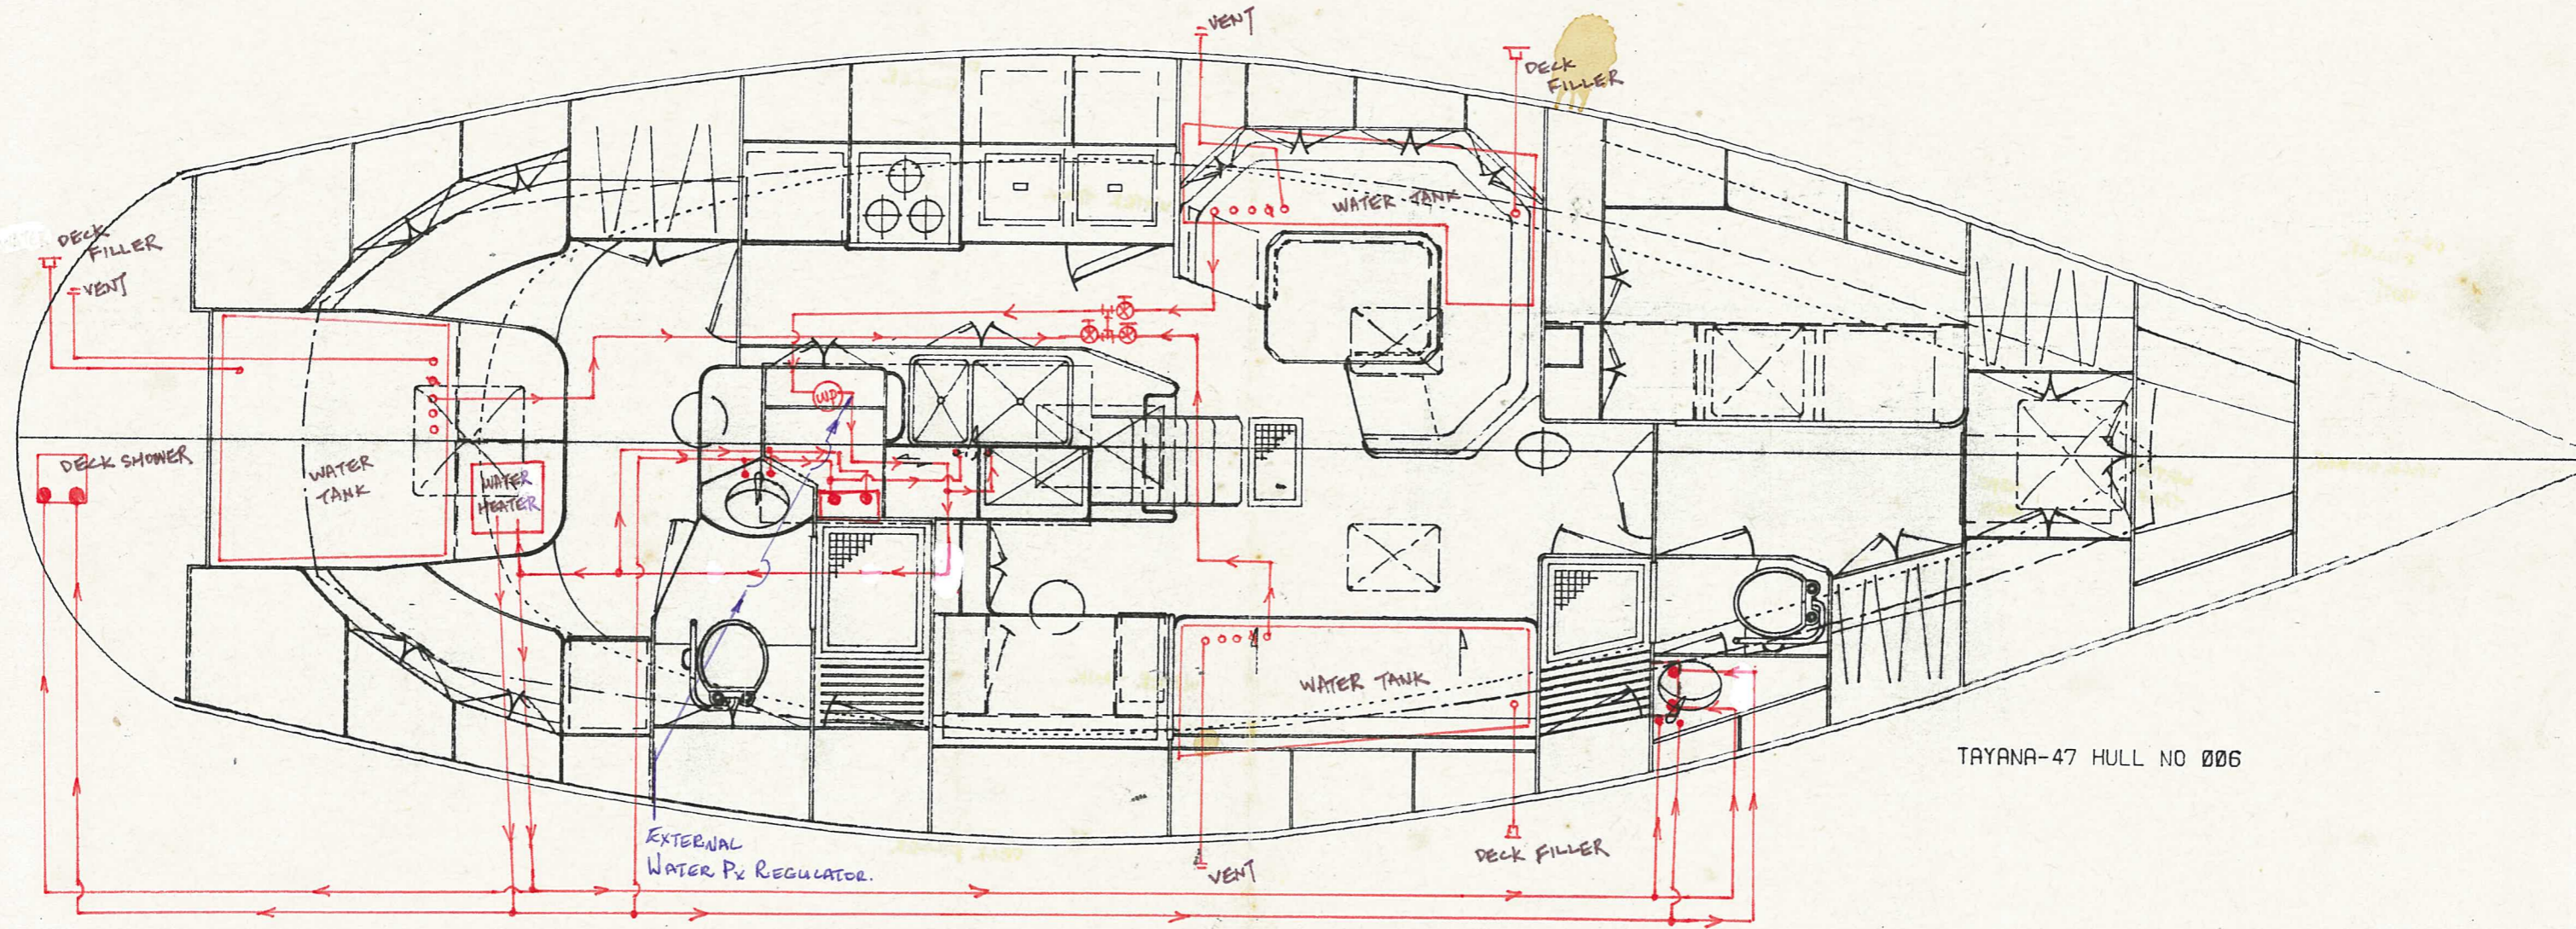 VENT
DECK
FILLER
DECK
FILLER
VENT
WATER TANK
WP
DECK SHOWER
WATER
TANK
WATER
HEATER
WATER TANK
TAYANA-47 HULL NO 006
EXTERNAL
WATER Px REGULATOR.
VENT
DECK FILLER